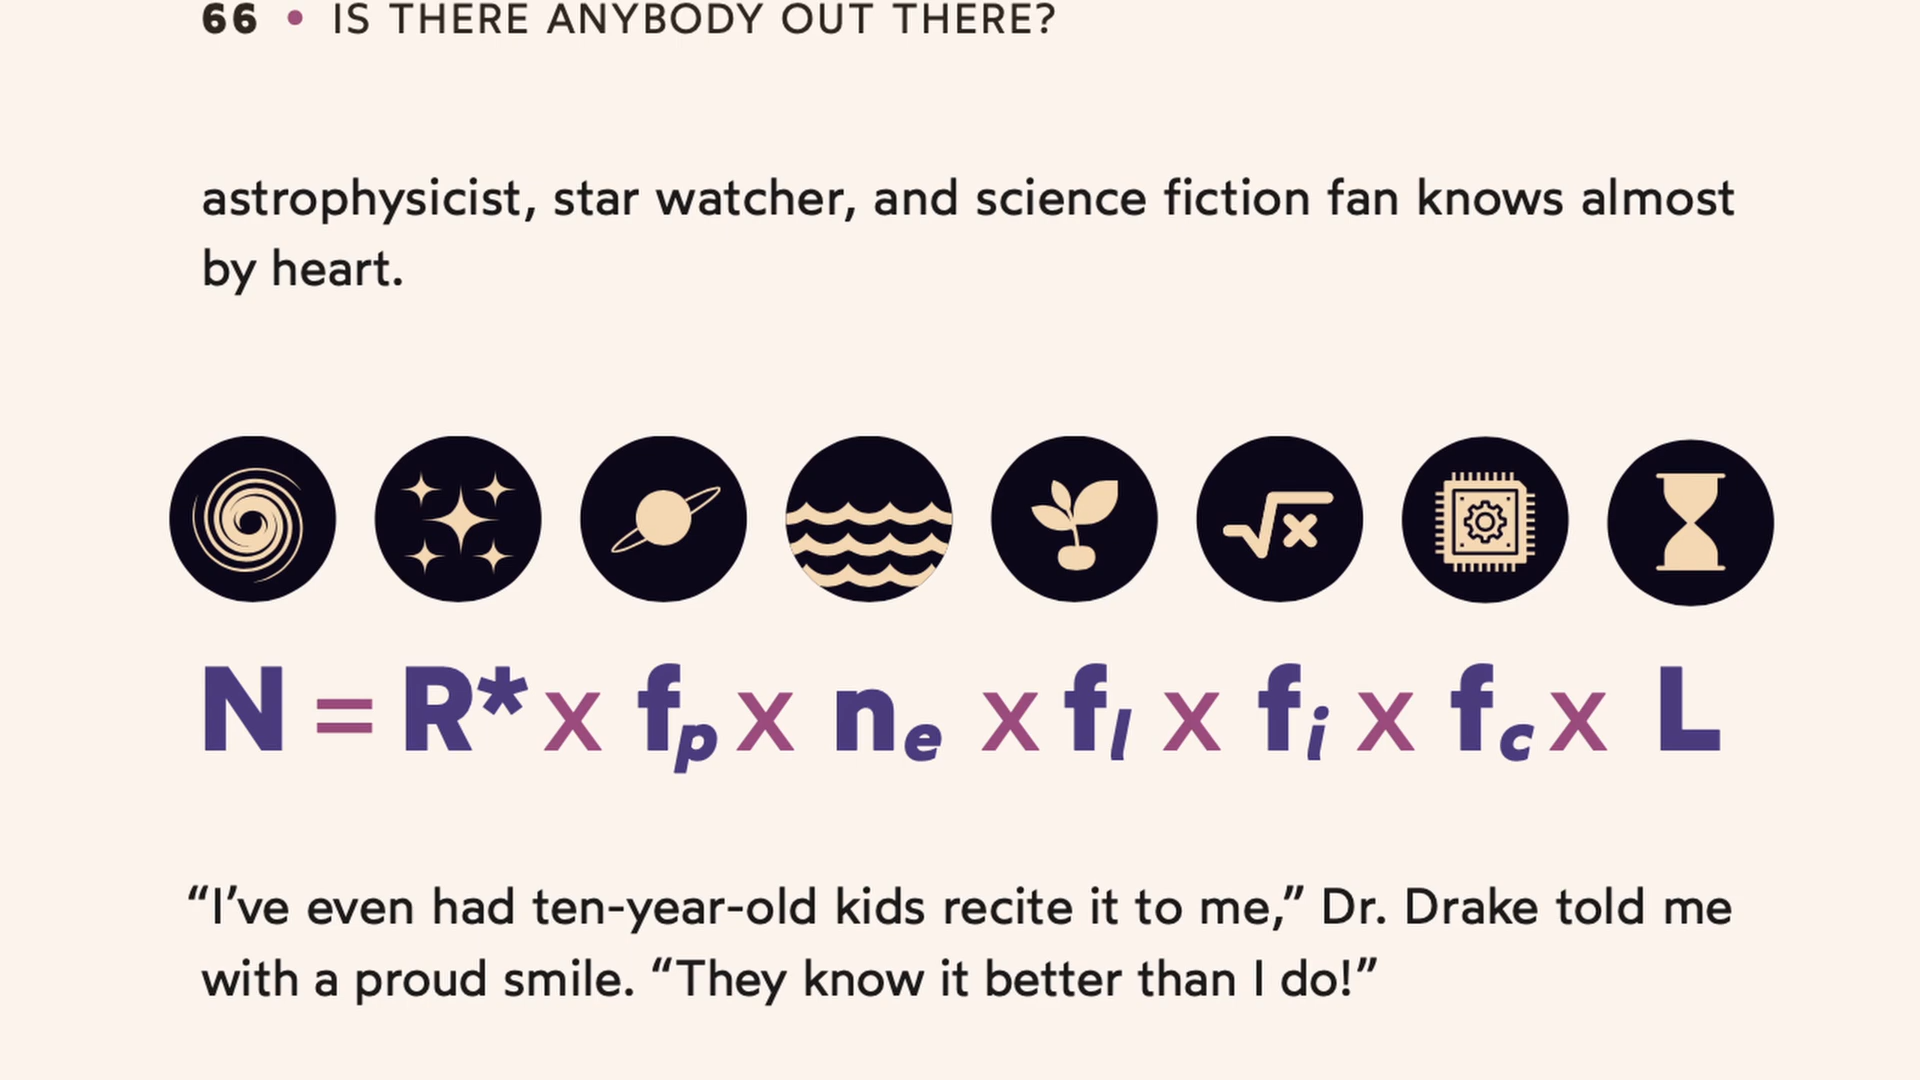 66 • IS THERE ANYBODY OUT THERE?
astrophysicist, star watcher, and science fiction fan knows almost
by heart.
√x
N = R* x fp x ne x fl x fi x fc x L
“I’ve even had ten-year-old kids recite it to me,” Dr. Drake told me
with a proud smile. “They know it better than I do!”